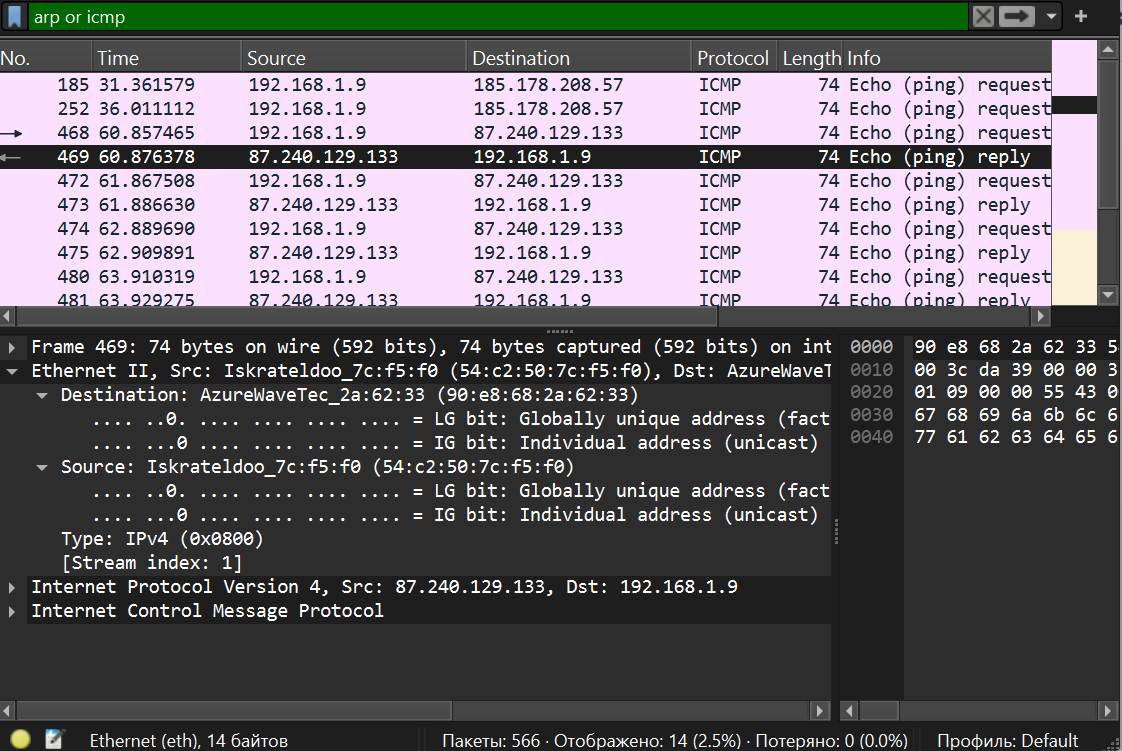 arp or icmp
No. Time Source Destination Protocol Length Info
185 31.361579 192.168.1.9 185.178.208.57 ICMP 74 Echo (ping) request
252 36.011112 192.168.1.9 185.178.208.57 ICMP 74 Echo (ping) request
468 60.857465 192.168.1.9 87.240.129.133 ICMP 74 Echo (ping) request
469 60.876378 87.240.129.133 192.168.1.9 ICMP 74 Echo (ping) reply
472 61.867508 192.168.1.9 87.240.129.133 ICMP 74 Echo (ping) request
473 61.886630 87.240.129.133 192.168.1.9 ICMP 74 Echo (ping) reply
474 62.889690 192.168.1.9 87.240.129.133 ICMP 74 Echo (ping) request
475 62.909891 87.240.129.133 192.168.1.9 ICMP 74 Echo (ping) reply
480 63.910319 192.168.1.9 87.240.129.133 ICMP 74 Echo (ping) request
481 63.929275 87.240.129.133 192.168.1.9 ICMP 74 Echo (ping) reply
Frame 469: 74 bytes on wire (592 bits), 74 bytes captured (592 bits) on int
Ethernet II, Src: Iskrateldoo_7c:f5:f0 (54:c2:50:7c:f5:f0), Dst: AzureWaveT
Destination: AzureWaveTec_2a:62:33 (90:e8:68:2a:62:33)
.... ..0. .... .... .... .... = LG bit: Globally unique address (fact
.... ...0 .... .... .... .... = IG bit: Individual address (unicast)
Source: Iskrateldoo_7c:f5:f0 (54:c2:50:7c:f5:f0)
.... ..0. .... .... .... .... = LG bit: Globally unique address (fact
.... ...0 .... .... .... .... = IG bit: Individual address (unicast)
Type: IPv4 (0x0800)
[Stream index: 1]
Internet Protocol Version 4, Src: 87.240.129.133, Dst: 192.168.1.9
Internet Control Message Protocol
0000 90 e8 68 2a 62 33 5
0010 00 3c da 39 00 00 3
0020 01 09 00 00 55 43 0
0030 67 68 69 6a 6b 6c 6
0040 77 61 62 63 64 65 6
Ethernet (eth), 14 байтов
Пакеты: 566 · Отображено: 14 (2.5%) · Потеряно: 0 (0.0%)
Профиль: Default